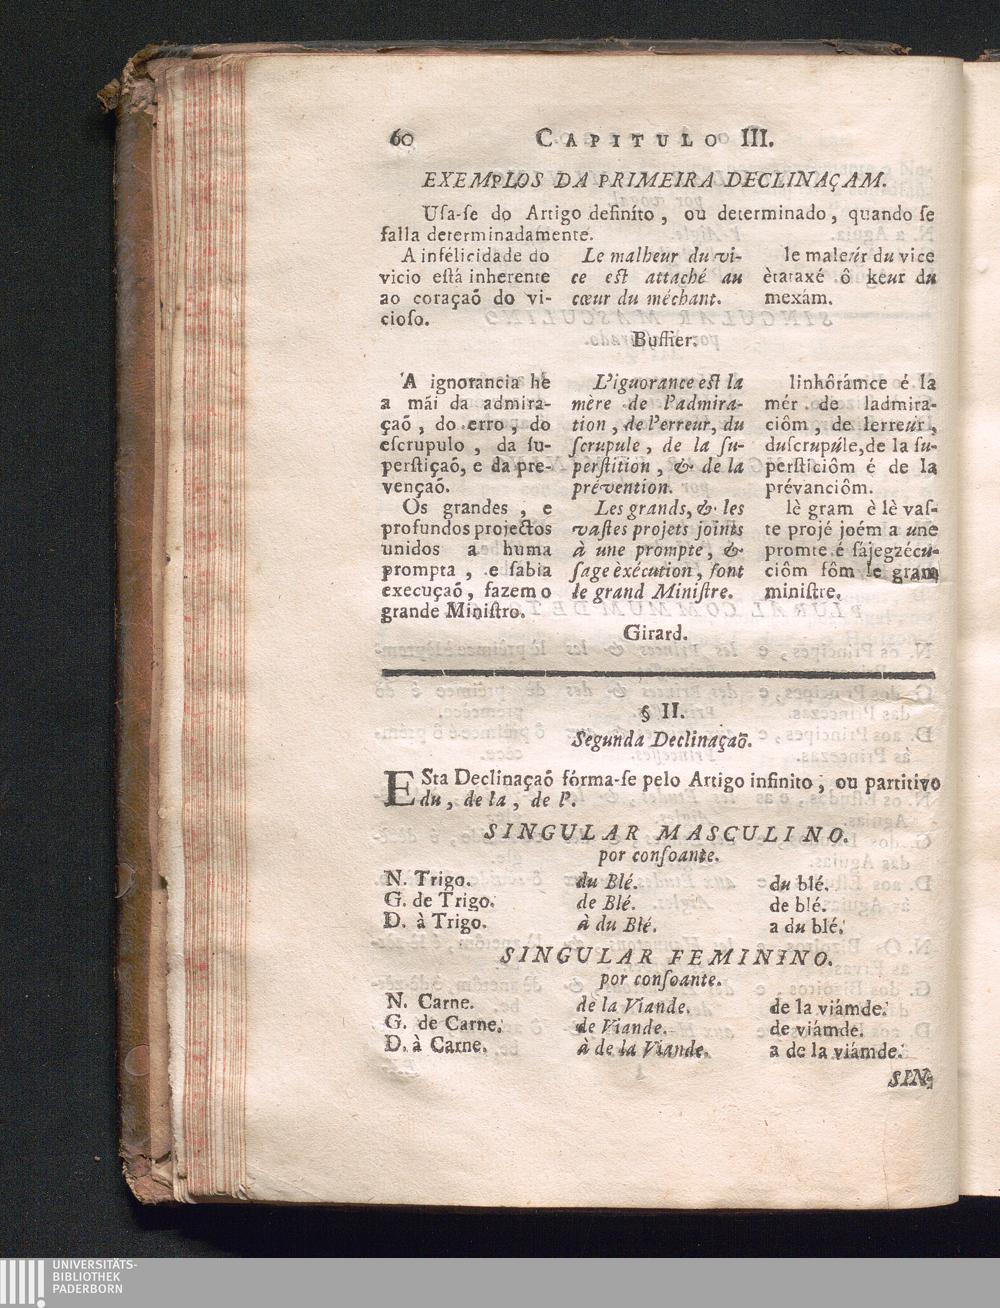 60 CAPITULO III.
EXEMPLOS DA PRIMEIRA DECLINAÇAM.
Uſa-ſe do Artigo definíto, ou determinado, quando ſe
falla determinadamente.
A infélicidade do
vicio eſtá inherente
ao coraçaõ do vi-
cioſo.
Le malheur du vi-
ce eſt attaché au
cœur du méchant.
le maleúr du vice
ètataxé ô keur du
mexám.
Buffier.
A ignorancia hé
a mái da admira-
çaõ, do erro, do
eſcrupulo, da ſu-
perſtiçaõ, e da pre-
vençaõ.
L'iguorance eſt la
mère de l'admira-
tion, de l'erreur, du
ſcrupule, de la ſu-
perſtition, & de la
prévention.
linhôrámce é la
mér de ladmira-
ciôm, de lerreur,
duſcrupúle, de la ſu-
perſticiôm é de la
prévanciôm.
Os grandes, e
profundos projectos
unidos a huma
prompta, e ſabia
execuçaõ, fazem o
grande Miniſtro.
Les grands, & les
vaſtes projets joints
à une prompte, &
ſage èxécution, ſont
le grand Miniſtre.
lè gram è lè vaſ-
te projé joém a une
promte é ſájegzécu-
ciôm fôm le gram
miniſtre.
Girard.
§ II.
Segunda Declinaçaõ.
ESta Declinaçaõ fórma-ſe pelo Artigo infinito, ou partitivo
du, de la, de l'.
SINGULAR MASCULINO.
por conſoante.
N. Trigo. du Blé. du blé.
G. de Trigo. de Blé. de blé.
D. à Trigo. à du Blé. a du blé.
SINGULAR FEMININO.
por conſoante.
N. Carne. de la Viande. de la viámde.
G. de Carne. de Viande. de viámde.
D. à Carne. à de la Viande. a de la viámde.
SIN-
UNIVERSITÄTS-
BIBLIOTHEK
PADERBORN